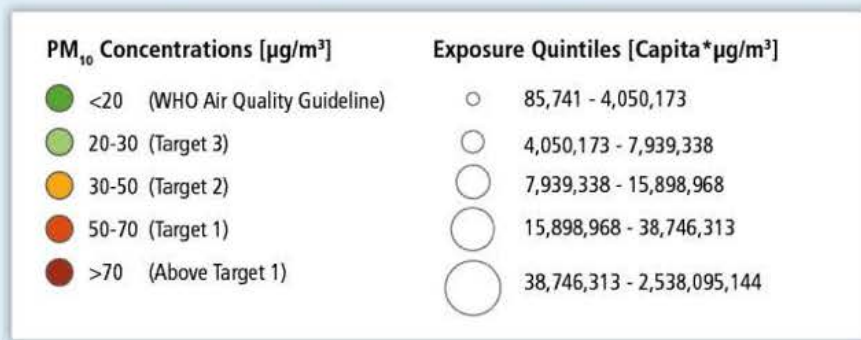 PM₁₀ Concentrations [µg/m³]
<20 (WHO Air Quality Guideline)
20-30 (Target 3)
30-50 (Target 2)
50-70 (Target 1)
>70 (Above Target 1)
Exposure Quintiles [Capita*µg/m³]
85,741 - 4,050,173
4,050,173 - 7,939,338
7,939,338 - 15,898,968
15,898,968 - 38,746,313
38,746,313 - 2,538,095,144